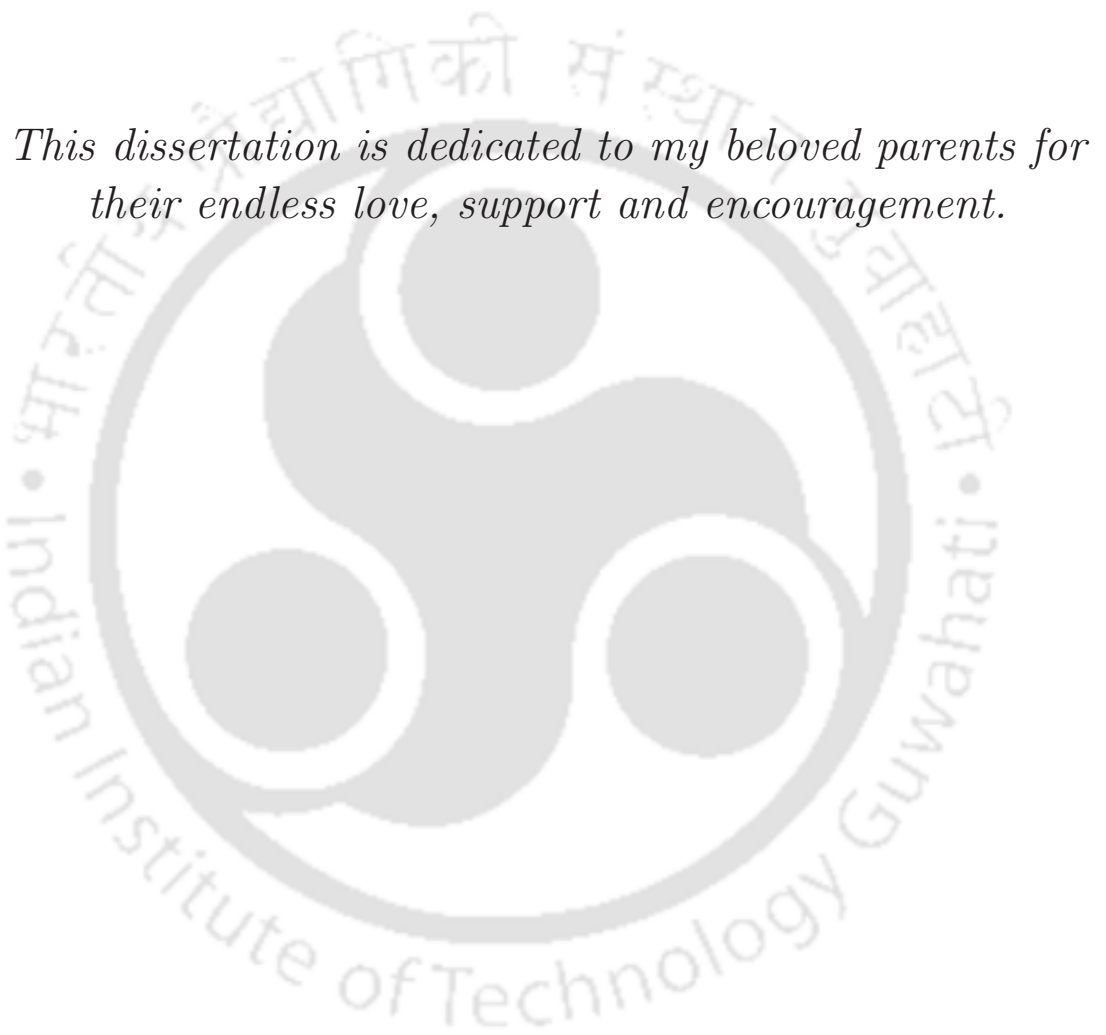 This dissertation is dedicated to my beloved parents for
their endless love, support and encouragement.
भारतीय प्रौद्योगिकी संस्थान गुवाहाटी
Indian Institute of Technology Guwahati